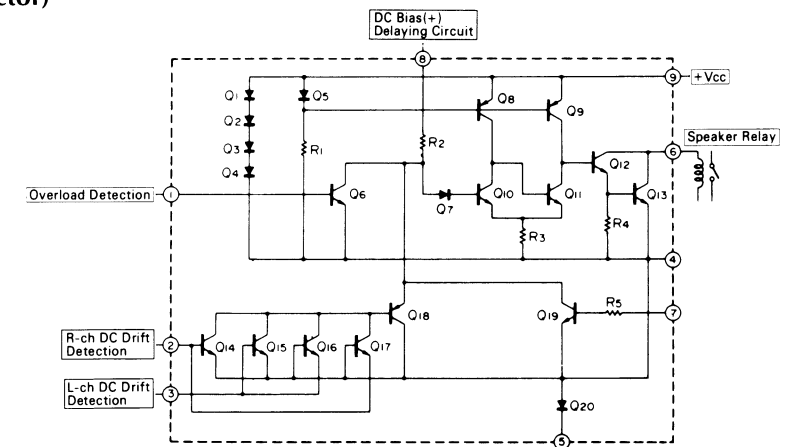 ctor)
DC Bias(+)
Delaying Circuit
8
9
+Vcc
Q1
Q5
Q8
Q9
Q2
Q3
R1
R2
Q4
Q12
6
Speaker Relay
Overload Detection
1
Q6
Q7
Q10
Q11
Q13
R3
R4
4
R-ch DC Drift
Detection
2
Q14
Q15
Q16
Q17
Q18
Q19
R5
7
L-ch DC Drift
Detection
3
Q20
5